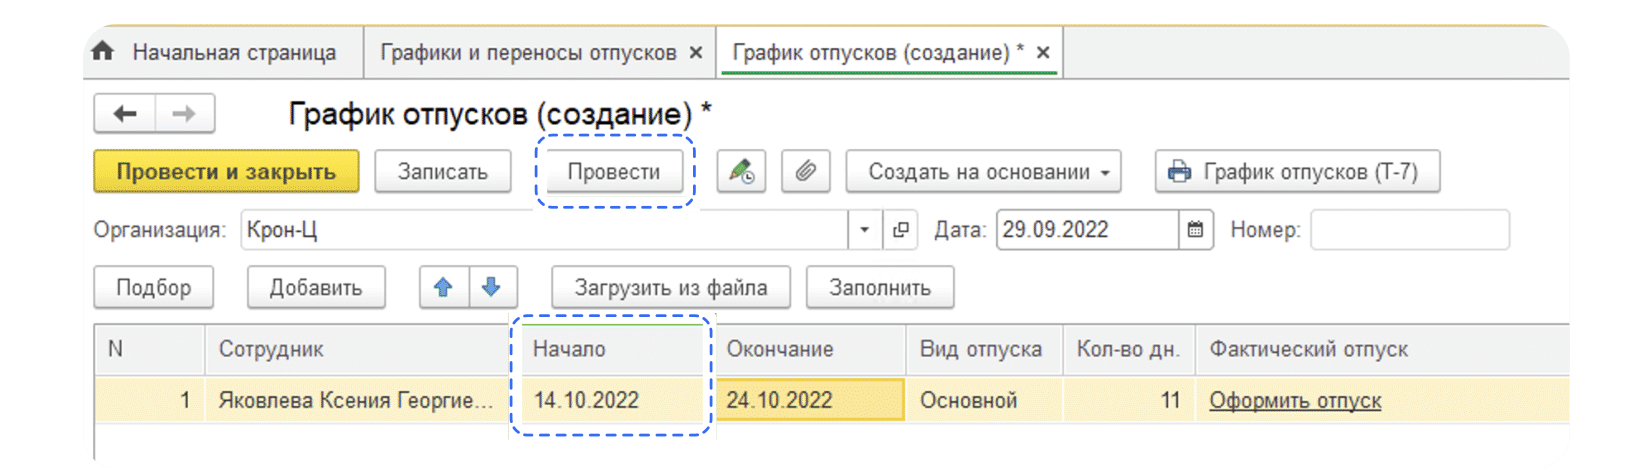 Начальная страница Графики и переносы отпусков × График отпусков (создание) * ×
График отпусков (создание) *
Провести и закрыть Записать Провести Создать на основании График отпусков (Т-7)
Организация: Крон-Ц Дата: 29.09.2022 Номер:
Подбор Добавить Загрузить из файла Заполнить
N Сотрудник Начало Окончание Вид отпуска Кол-во дн. Фактический отпуск
1 Яковлева Ксения Георгие... 14.10.2022 24.10.2022 Основной 11 Оформить отпуск